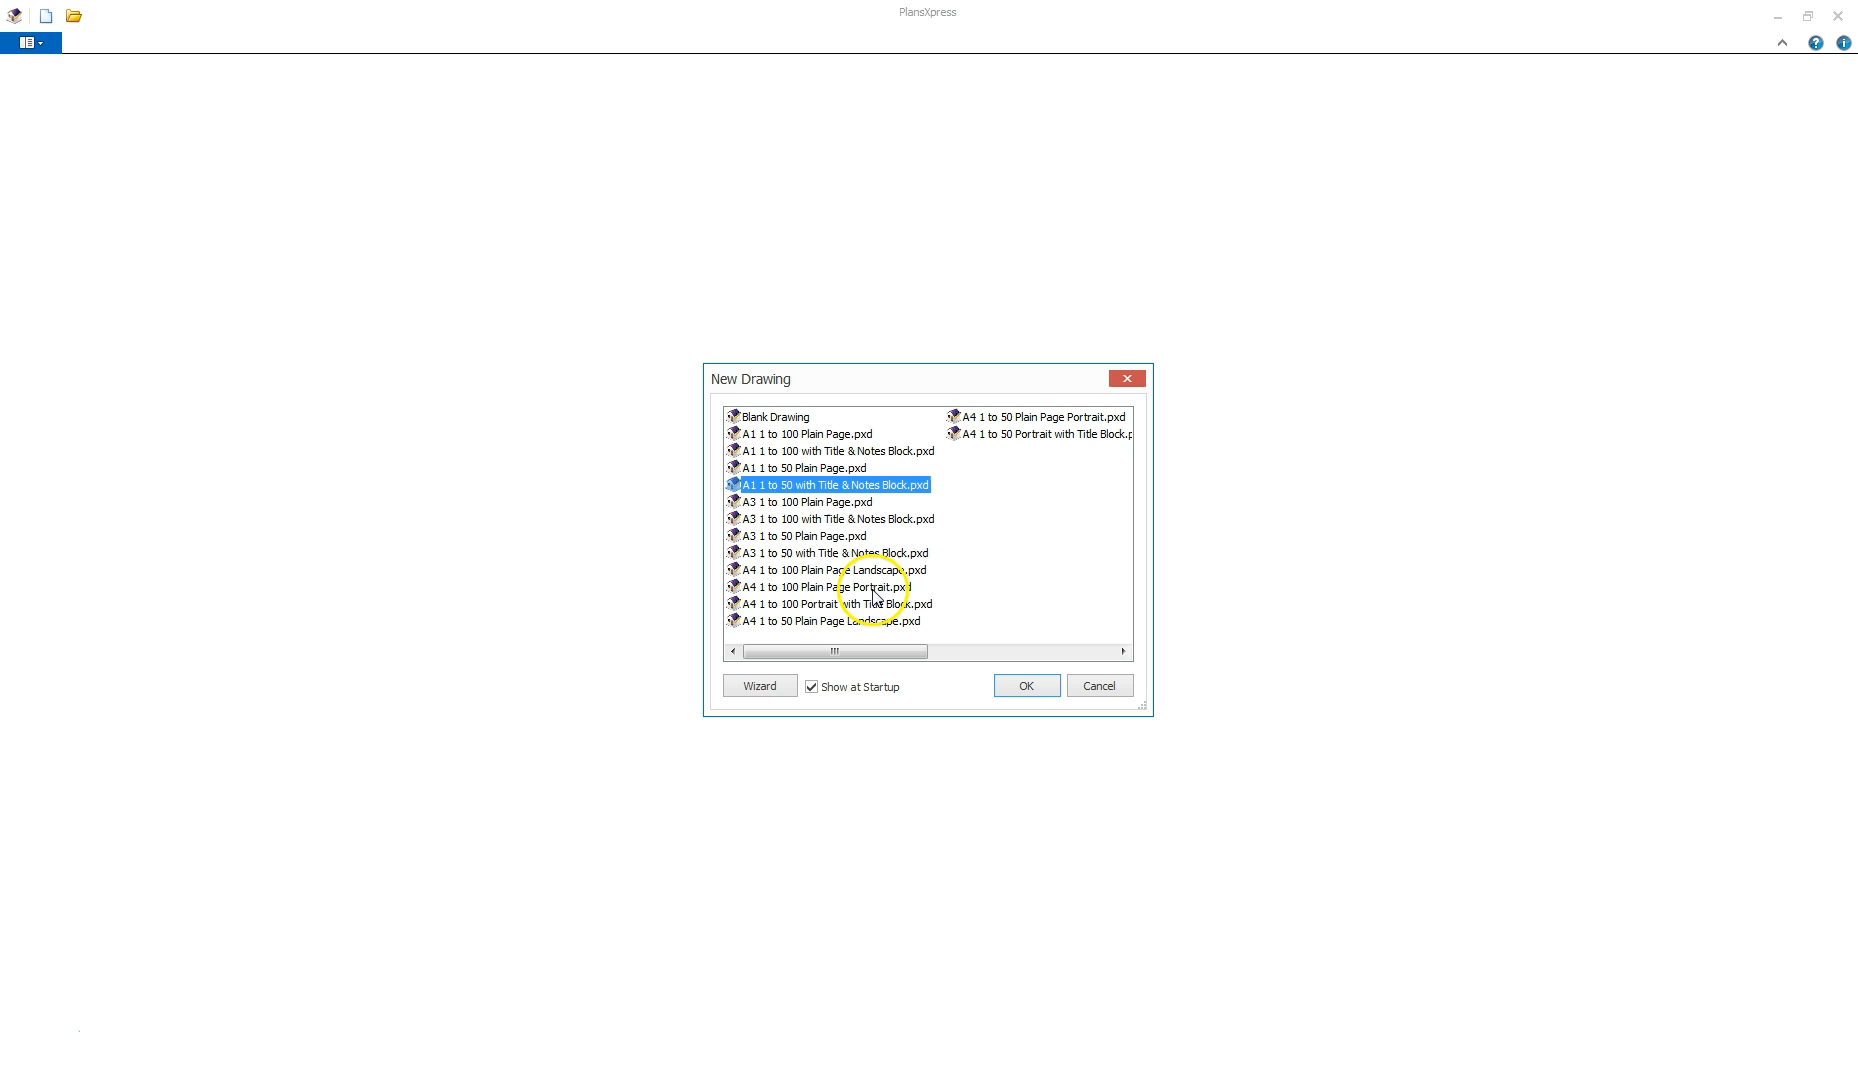 PlansXpress
New Drawing
Blank Drawing
A1 1 to 100 Plain Page.pxd
A1 1 to 100 with Title & Notes Block.pxd
A1 1 to 50 Plain Page.pxd
A1 1 to 50 with Title & Notes Block.pxd
A3 1 to 100 Plain Page.pxd
A3 1 to 100 with Title & Notes Block.pxd
A3 1 to 50 Plain Page.pxd
A3 1 to 50 with Title & Notes Block.pxd
A4 1 to 100 Plain Page Landscape.pxd
A4 1 to 100 Plain Page Portrait.pxd
A4 1 to 100 Portrait with Title Block.pxd
A4 1 to 50 Plain Page Landscape.pxd
A4 1 to 50 Plain Page Portrait.pxd
A4 1 to 50 Portrait with Title Block.p
Wizard
Show at Startup
OK
Cancel